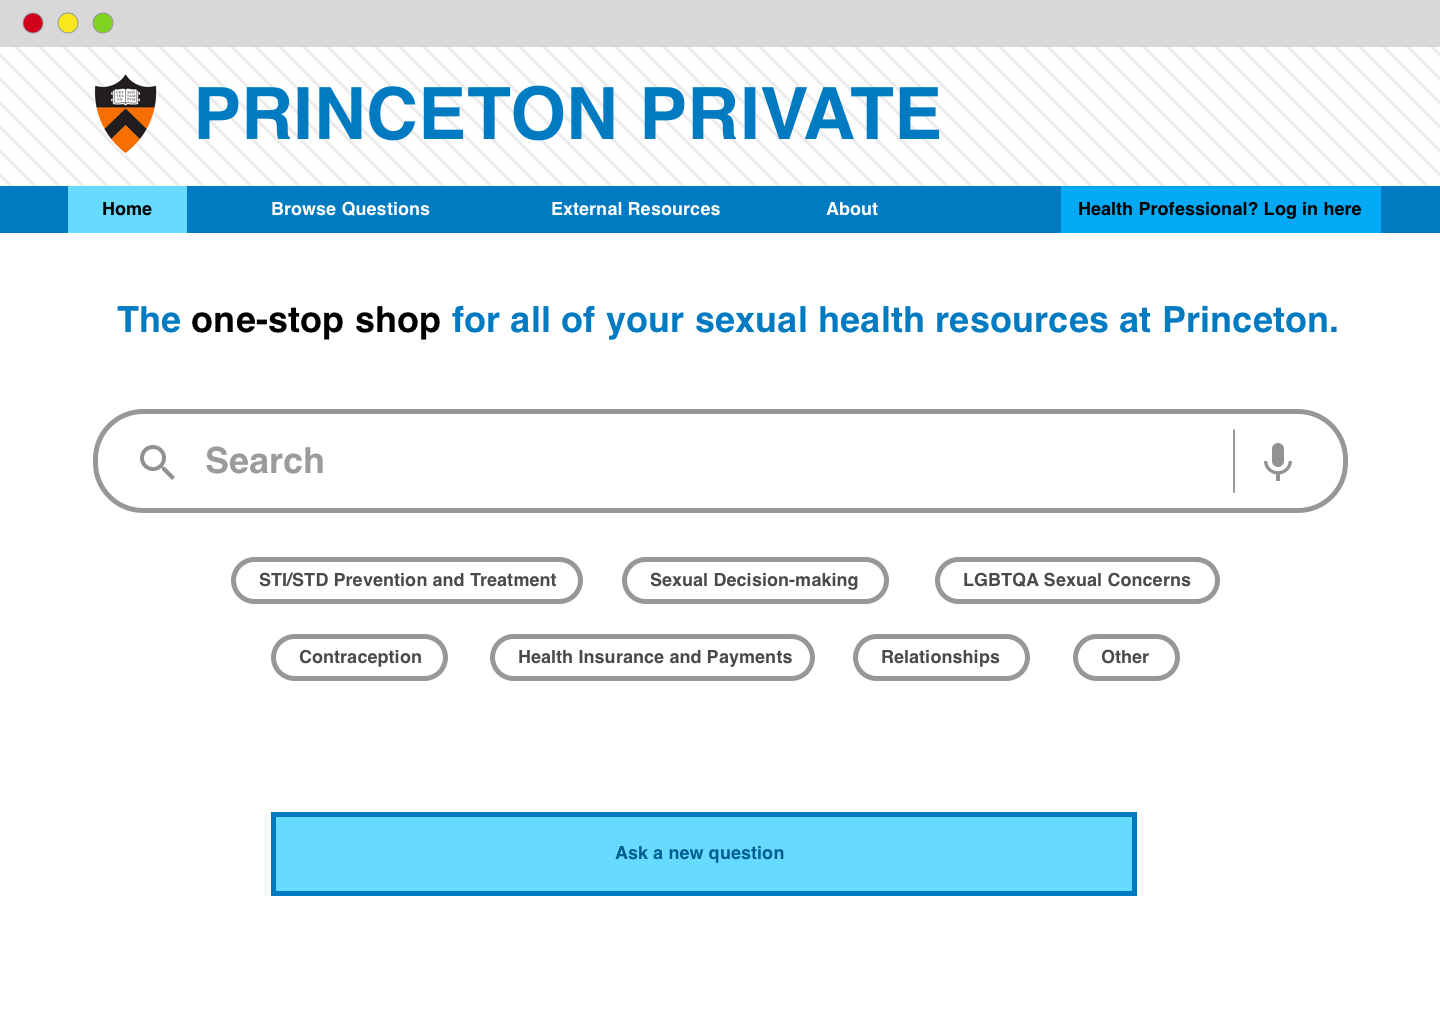 PRINCETON PRIVATE
Home
Browse Questions
External Resources
About
Health Professional? Log in here
The one-stop shop for all of your sexual health resources at Princeton.
Search
STI/STD Prevention and Treatment
Sexual Decision-making
LGBTQA Sexual Concerns
Contraception
Health Insurance and Payments
Relationships
Other
Ask a new question